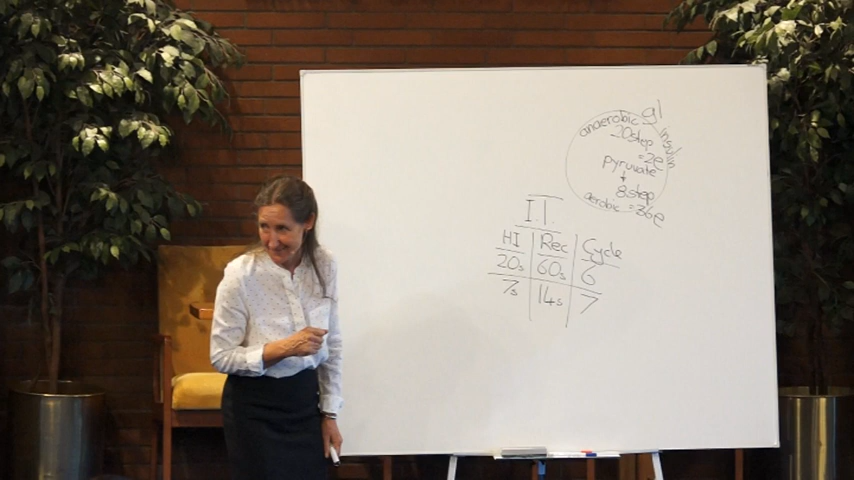 gl
insulin
anaerobic
20step
=2e
pyruvate
↓
8step
aerobic =36e
I.T.
HI Rec Cycle
20s 60s 6
7s 14s 7